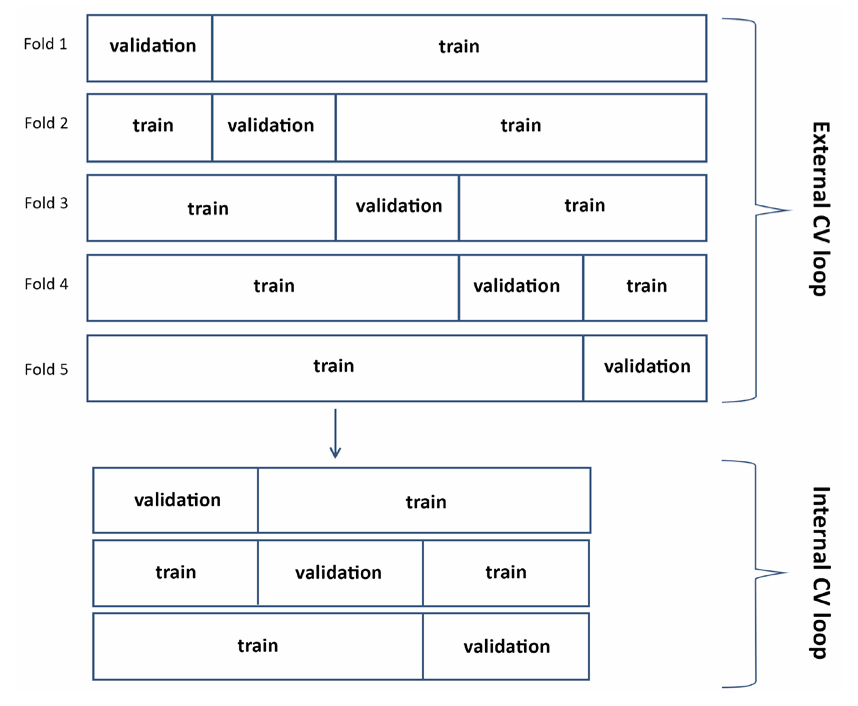 Fold 1
validation
train
Fold 2
train
validation
train
Fold 3
train
validation
train
Fold 4
train
validation
train
Fold 5
train
validation
External CV loop
validation
train
train
validation
train
train
validation
Internal CV loop